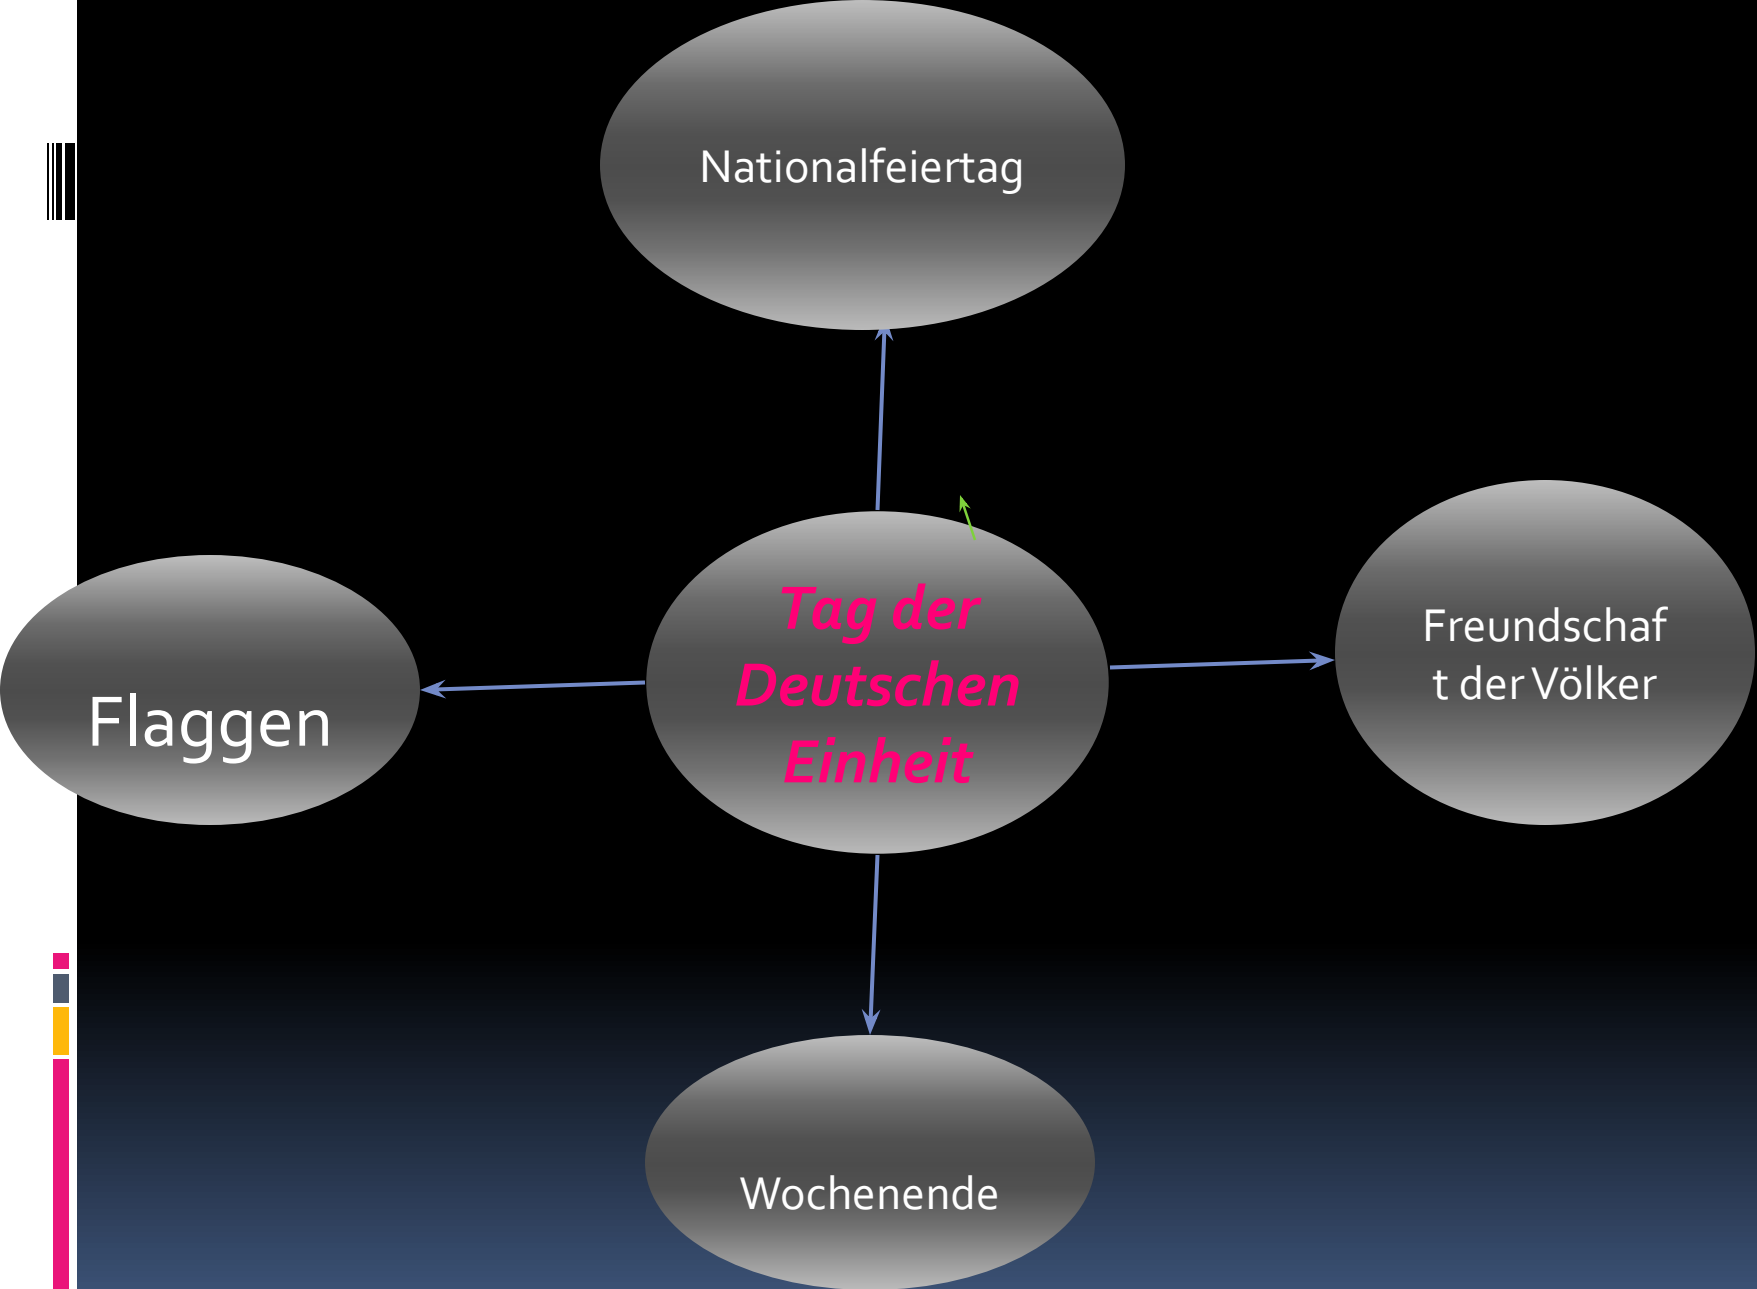 Nationalfeiertag
Freundschaf
t der Völker
Tag der
Deutschen
Einheit
Flaggen
Wochenende